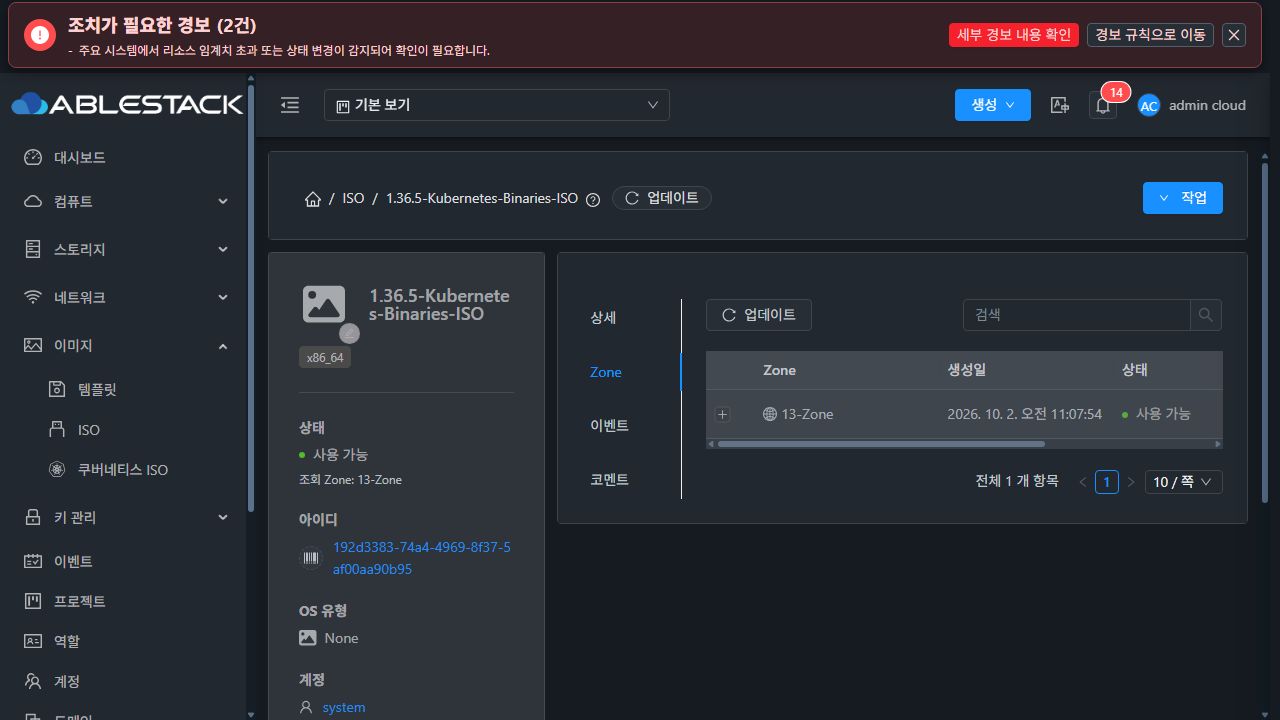 조치가 필요한 경보 (2건)
- 주요 시스템에서 리소스 임계치 초과 또는 상태 변경이 감지되어 확인이 필요합니다.
세부 경보 내용 확인
경보 규칙으로 이동
ABLESTACK
기본 보기
생성
14
AC
admin cloud
대시보드
컴퓨트
스토리지
네트워크
이미지
템플릿
ISO
쿠버네티스 ISO
키 관리
이벤트
프로젝트
역할
계정
/ ISO / 1.36.5-Kubernetes-Binaries-ISO
업데이트
작업
1.36.5-Kubernete
s-Binaries-ISO
x86_64
상태
사용 가능
조회 Zone: 13-Zone
아이디
192d3383-74a4-4969-8f37-5
af00aa90b95
OS 유형
None
계정
system
상세
Zone
이벤트
코멘트
업데이트
검색
Zone 생성일 상태
13-Zone 2026. 10. 2. 오전 11:07:54 사용 가능
전체 1 개 항목
1
10 / 쪽